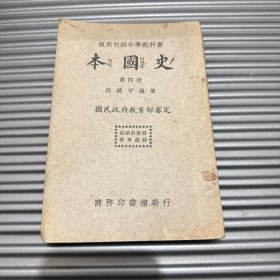 復興初級中學教科書
本國史
第四冊
傅緯平編著
國民政府教育部審定
商務印書館發行